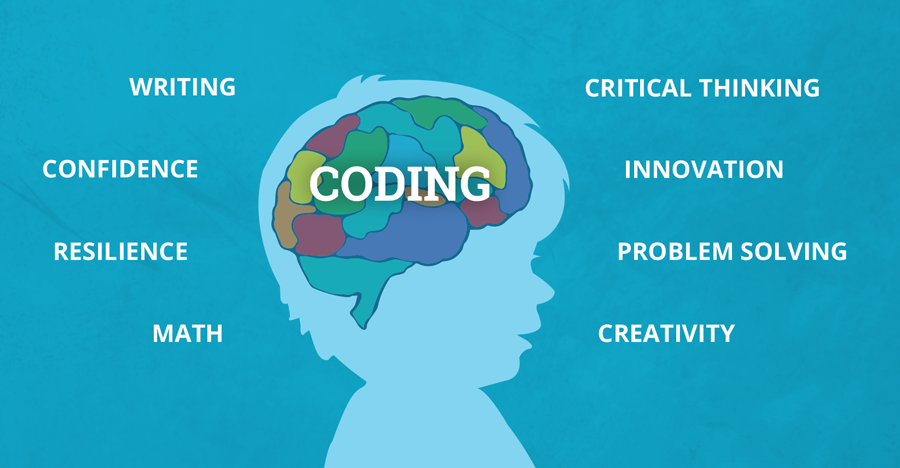 WRITING
CONFIDENCE
RESILIENCE
MATH
CODING
CRITICAL THINKING
INNOVATION
PROBLEM SOLVING
CREATIVITY